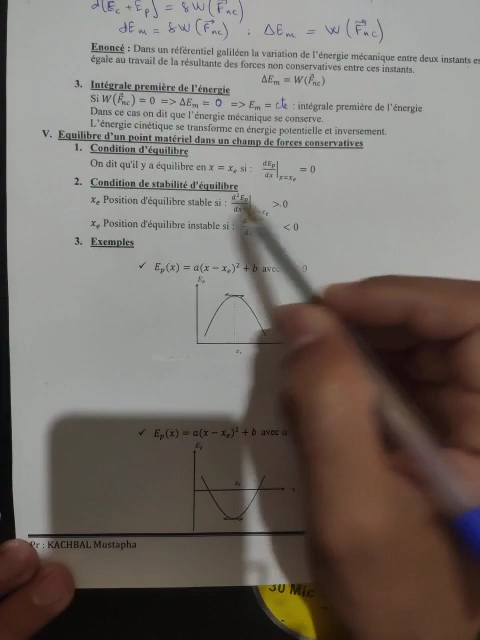 d[Ec + Ep] = δW(F⃗nc)
dEm = δW(F⃗nc) ; ΔEm = W(F⃗nc)
Enoncé : Dans un référentiel galiléen la variation de l'énergie mécanique entre deux instants
égale au travail de la résultante des forces non conservatives entre ces instants.
ΔEm = W(F⃗nc)
3. Intégrale première de l'énergie
Si W(F⃗nc) = 0 => ΔEm = 0 => Em = cte : intégrale première de l'énergie
Dans ce cas on dit que l'énergie mécanique se conserve.
L'énergie cinétique se transforme en énergie potentielle et inversement.
V. Equilibre d'un point matériel dans un champ de forces conservatives
1. Condition d'équilibre
On dit qu'il y a équilibre en x = xe si : dEp/dx|x=xe = 0
2. Condition de stabilité d'équilibre
xe Position d'équilibre stable si : d²Ep/dx > 0
xe Position d'équilibre instable si : < 0
3. Exemples
✓ Ep(x) = a(x − xe)² + b avec
Ep
xe
✓ Ep(x) = a(x − xe)² + b avec a
Ep
xe
x
Pr : KACHBAL Mustapha
30 Mic